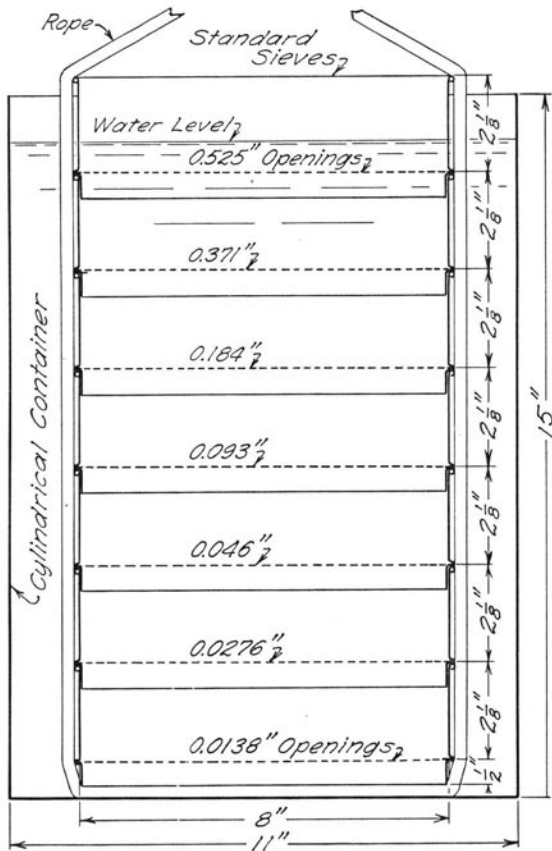 Rope
Standard
Sieves
Water Level
0.525" Openings
0.371"
0.184"
0.093"
0.046"
0.0276"
0.0138" Openings
Cylindrical Container
2 1/8"
2 1/8"
2 1/8"
2 1/8"
2 1/8"
2 1/8"
2 1/8"
1/2"
15"
8"
11"